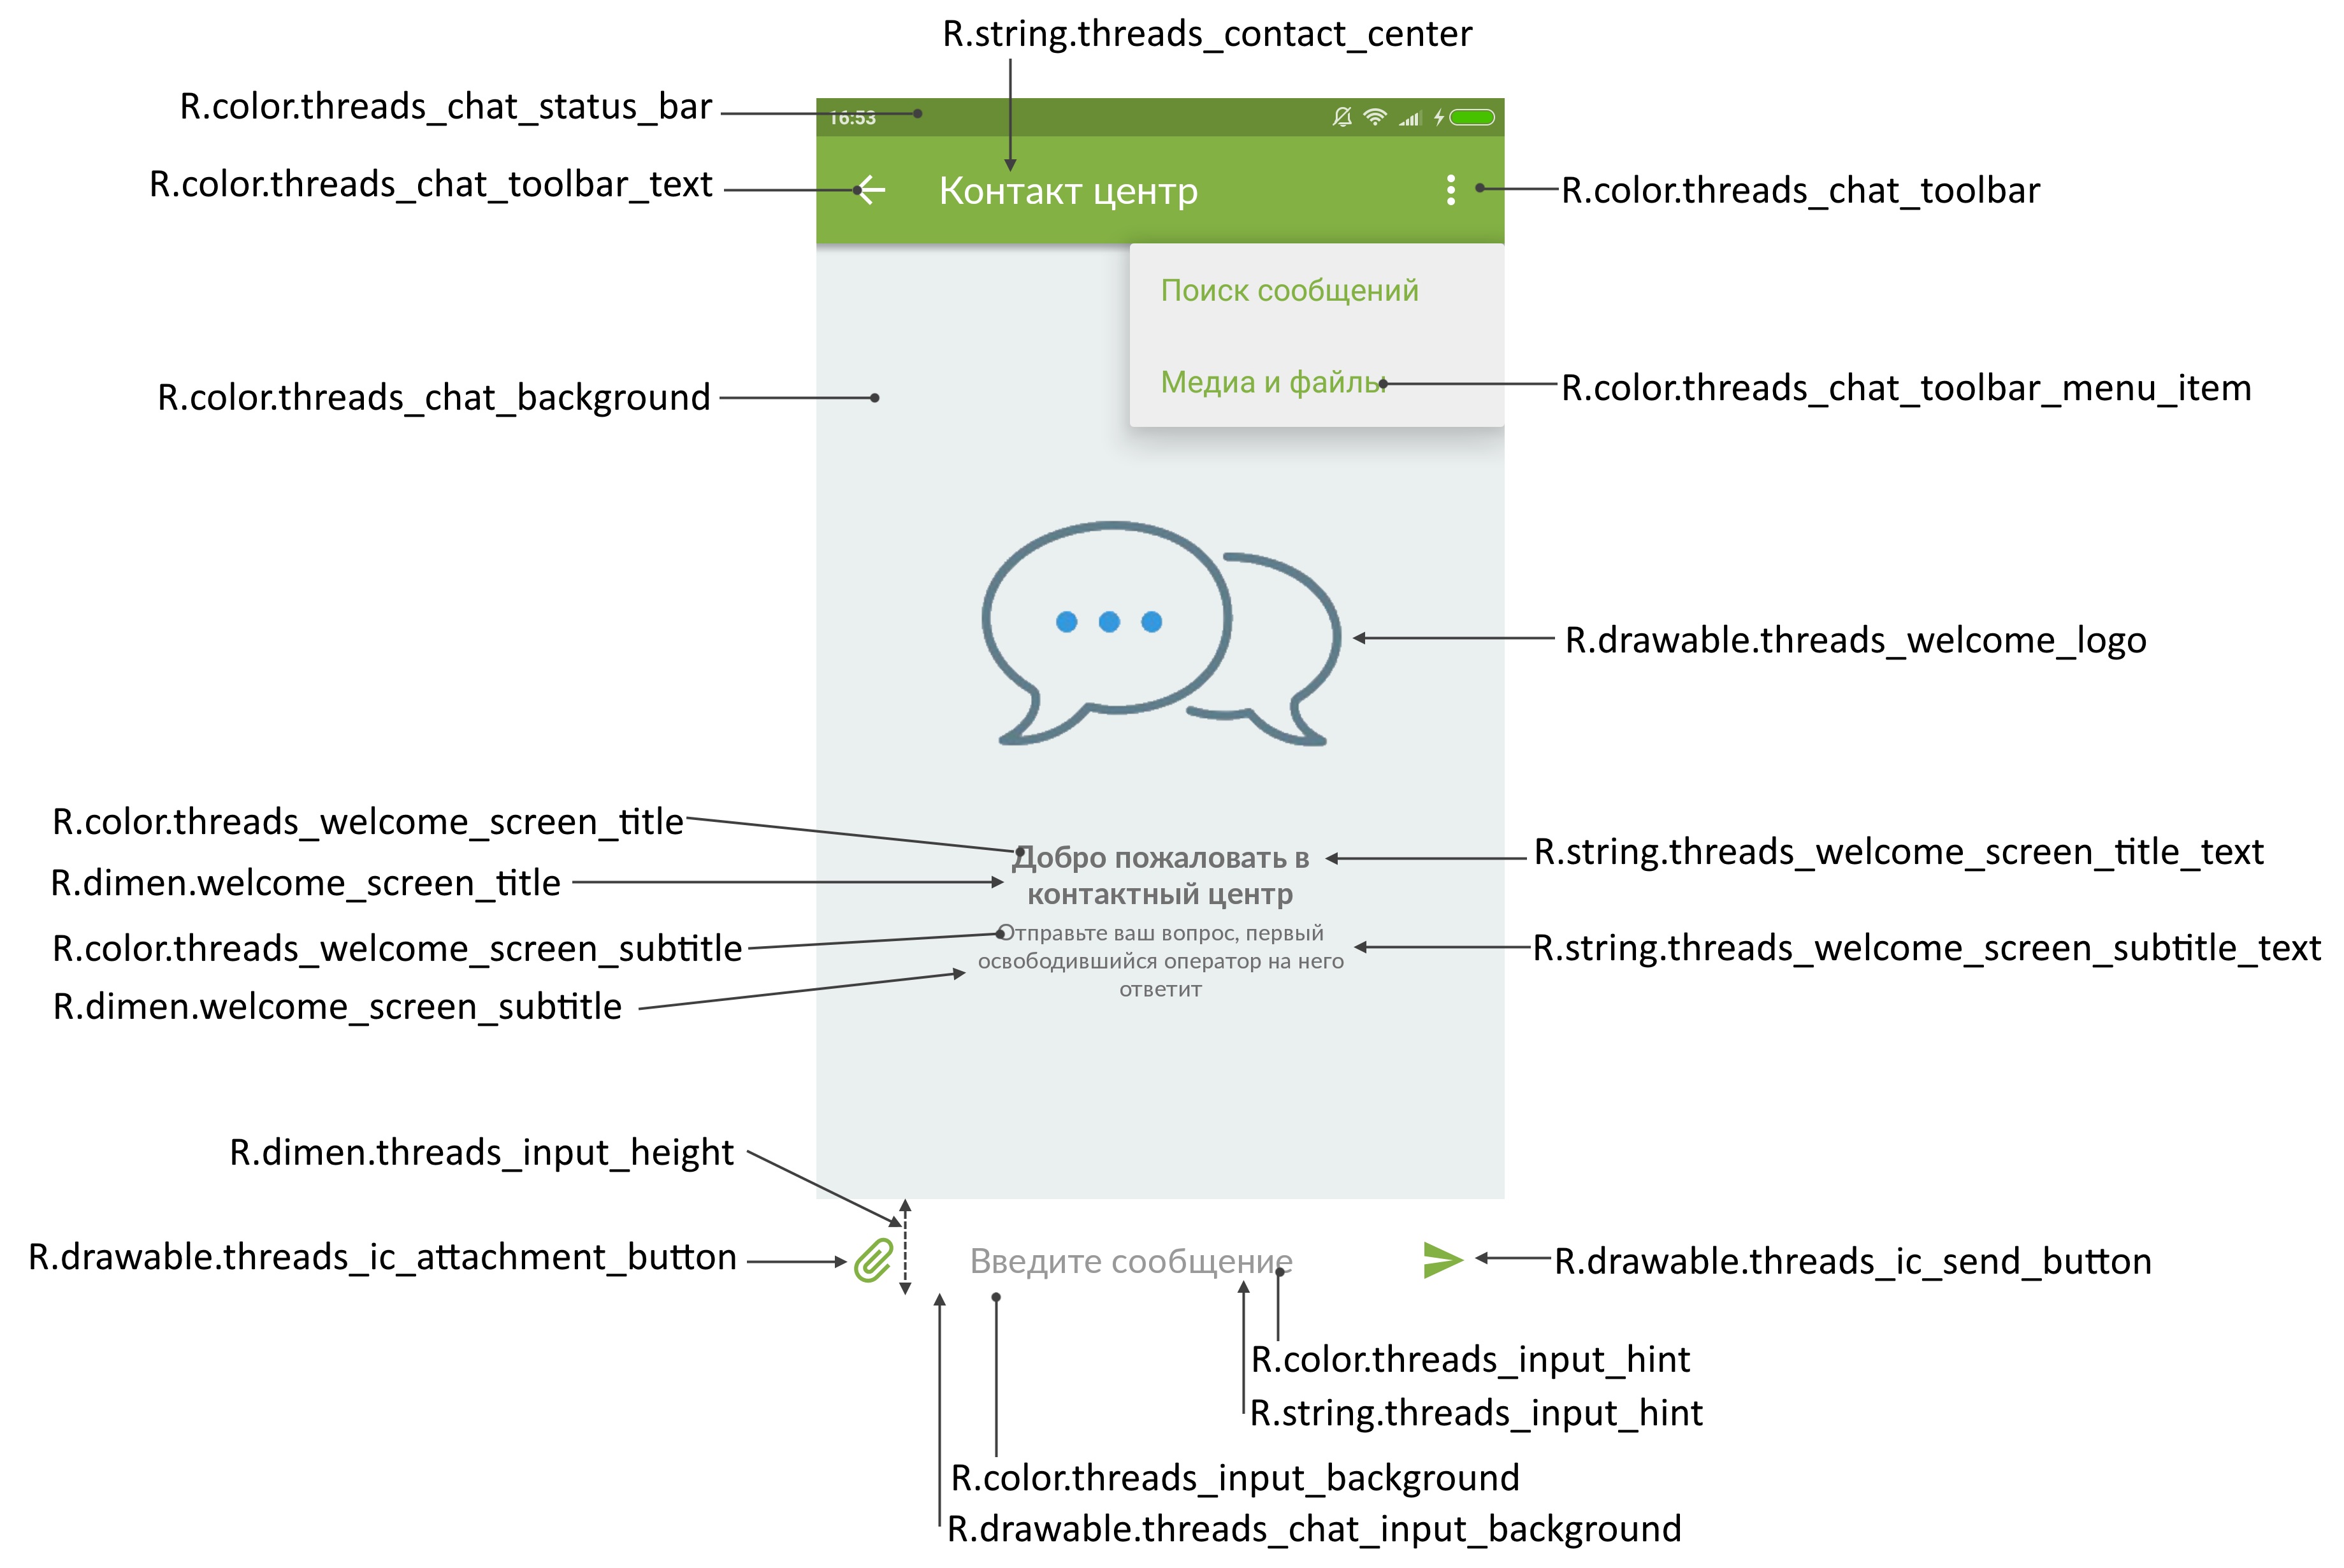 R.string.threads_contact_center
R.color.threads_chat_status_bar
16:53
R.color.threads_chat_toolbar_text
Контакт центр
R.color.threads_chat_toolbar
Поиск сообщений
R.color.threads_chat_background
Медиа и файлы
R.color.threads_chat_toolbar_menu_item
R.drawable.threads_welcome_logo
R.color.threads_welcome_screen_title
Добро пожаловать в
R.string.threads_welcome_screen_title_text
R.dimen.welcome_screen_title
контактный центр
R.color.threads_welcome_screen_subtitle
Отправьте ваш вопрос, первый
R.string.threads_welcome_screen_subtitle_text
освободившийся оператор на него
ответит
R.dimen.welcome_screen_subtitle
R.dimen.threads_input_height
R.drawable.threads_ic_attachment_button
Введите сообщение
R.drawable.threads_ic_send_button
R.color.threads_input_hint
R.string.threads_input_hint
R.color.threads_input_background
R.drawable.threads_chat_input_background